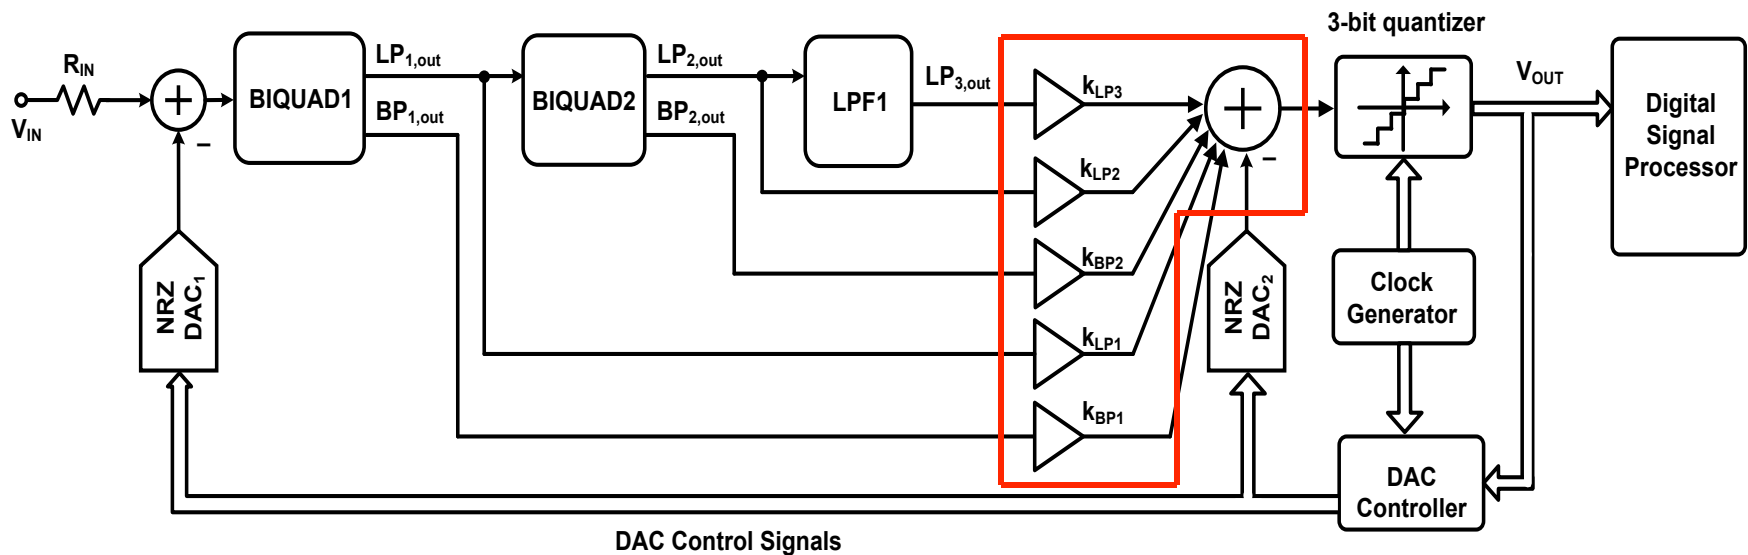 3-bit quantizer
R_IN
V_IN
BIQUAD1
LP_1,out
BP_1,out
BIQUAD2
LP_2,out
BP_2,out
LPF1
LP_3,out
k_LP3
k_LP2
k_BP2
k_LP1
k_BP1
V_OUT
Digital
Signal
Processor
–
–
NRZ
DAC_1
NRZ
DAC_2
Clock
Generator
DAC
Controller
DAC Control Signals